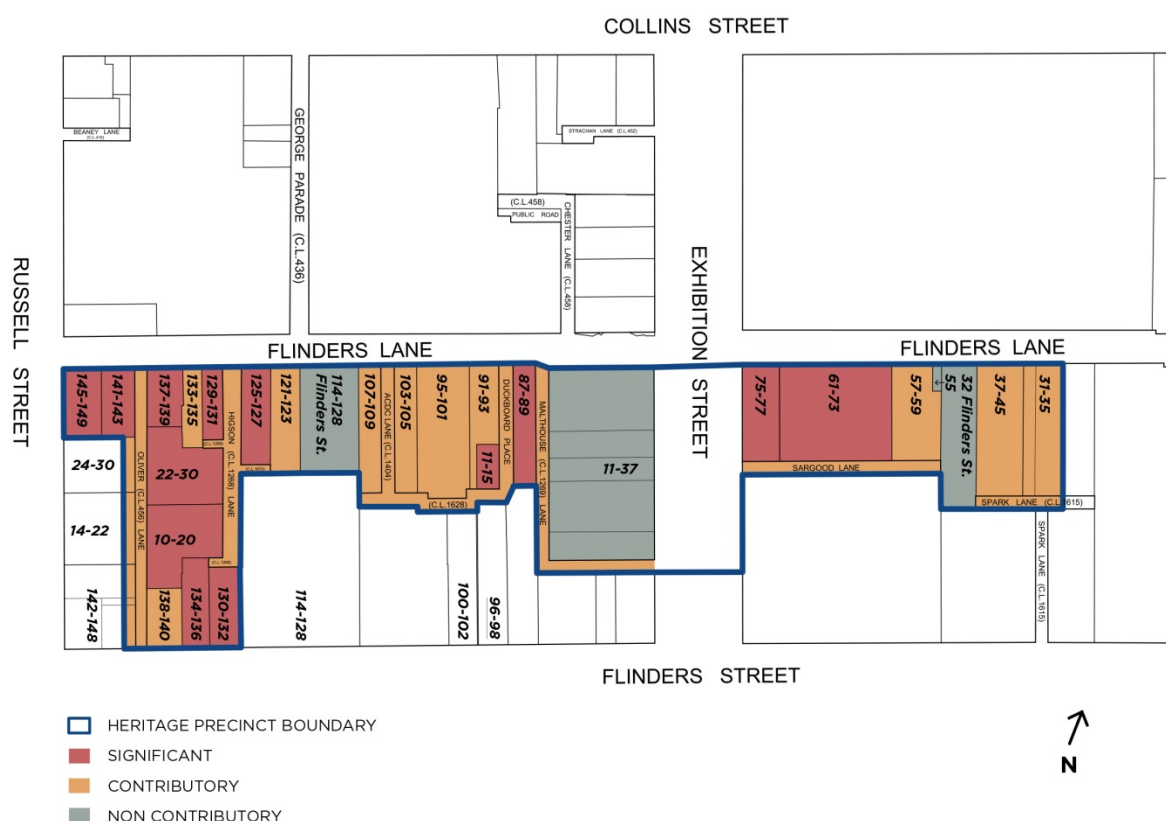 COLLINS STREET
BEANEY LANE
STRACHAN LANE (C.L.452)
GEORGE PARADE (C.L.436)
(C.L.458)
PUBLIC ROAD
CHESTER LANE (C.L.458)
RUSSELL STREET
EXHIBITION STREET
FLINDERS LANE
FLINDERS LANE
145-149
141-143
137-139
133-135
129-131
HIGSON (C.L.1268) LANE
125-127
121-123
114-128
Flinders St.
107-109
ACDC LANE (C.L.1404)
103-105
95-101
91-93
DUCKBOARD PLACE
87-89
MALTHOUSE (C.L.1269) LANE
11-15
11-37
75-77
61-73
57-59
55
32 Flinders St.
37-45
31-35
SARGOOD LANE
SPARK LANE (C.L.1615)
SPARK LANE (C.L.1615)
24-30
14-22
142-148
OLIVER (C.L.456) LANE
22-30
10-20
138-140
134-136
130-132
114-128
(C.L.1628)
100-102
96-98
FLINDERS STREET
HERITAGE PRECINCT BOUNDARY
SIGNIFICANT
CONTRIBUTORY
NON CONTRIBUTORY
N